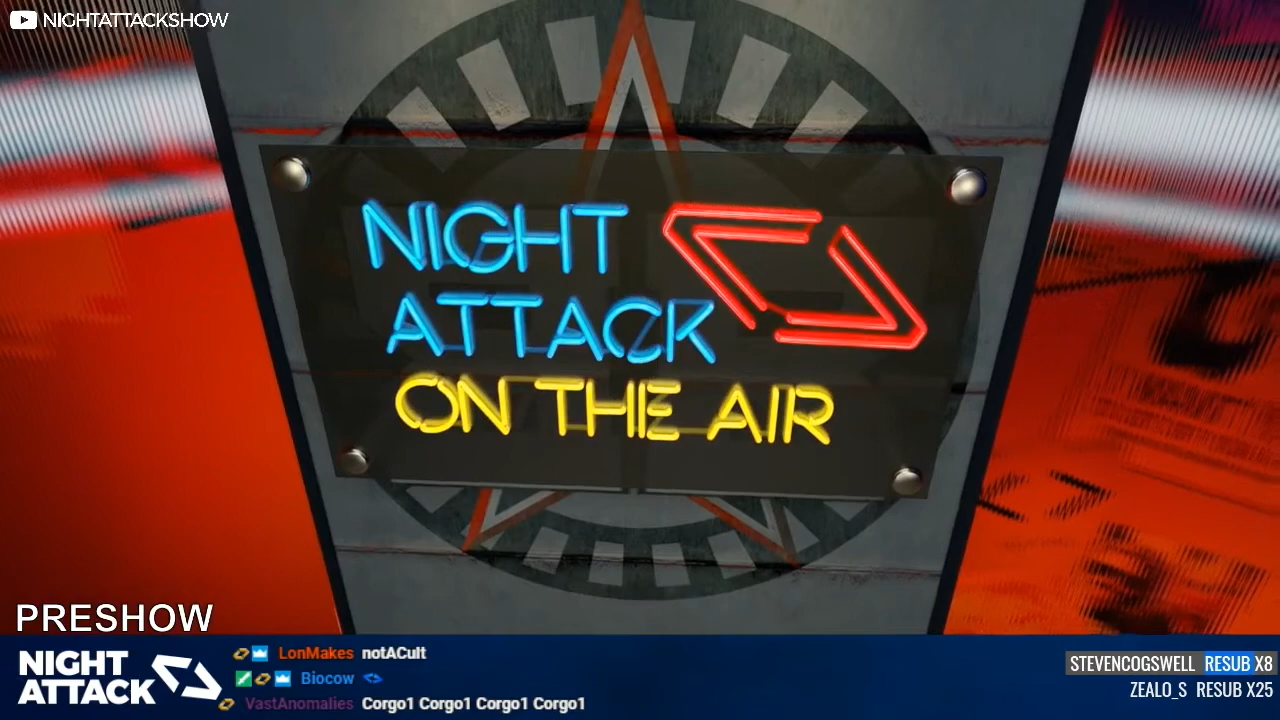 NIGHTATTACKSHOW
NIGHT
ATTACK
ON THE AIR
PRESHOW
NIGHT
ATTACK
LonMakes notACult
Biocow
VastAnomalies Corgo1 Corgo1 Corgo1 Corgo1
STEVENCOGSWELL RESUB X8
ZEALO_S RESUB X25